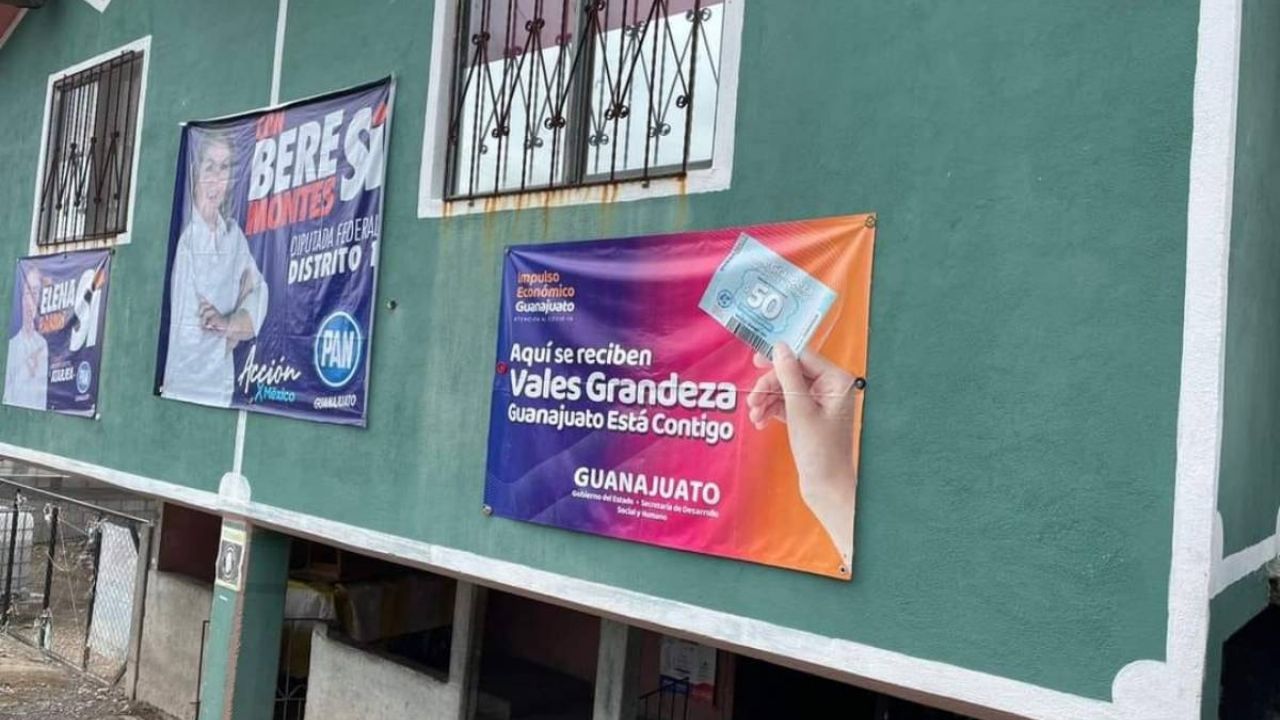 ELENA
SÍ
PAN
CON
BERE
MONTES
SÍ
DIPUTADA FEDERAL
DISTRITO 1
PAN
Acción
X México
GUANAJUATO
Impulso
Económico
Guanajuato
Aquí se reciben
Vales Grandeza
Guanajuato Está Contigo
GUANAJUATO
Gobierno del Estado • Secretaría de Desarrollo
Social y Humano
50